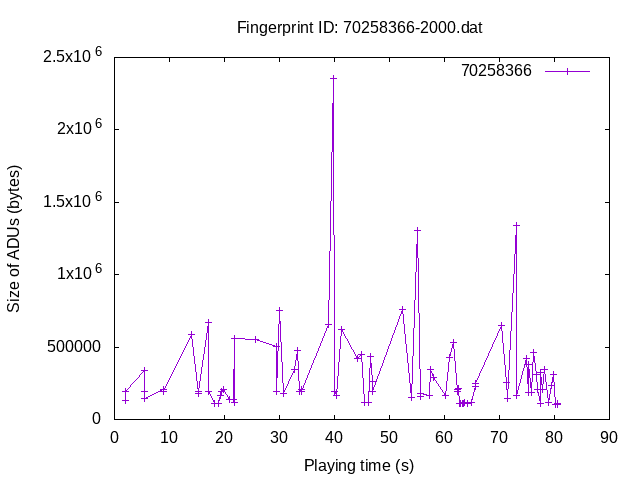 Fingerprint ID: 70258366-2000.dat
70258366
Size of ADUs (bytes)
2.5x10^6
2x10^6
1.5x10^6
1x10^6
500000
0
0 10 20 30 40 50 60 70 80 90
Playing time (s)